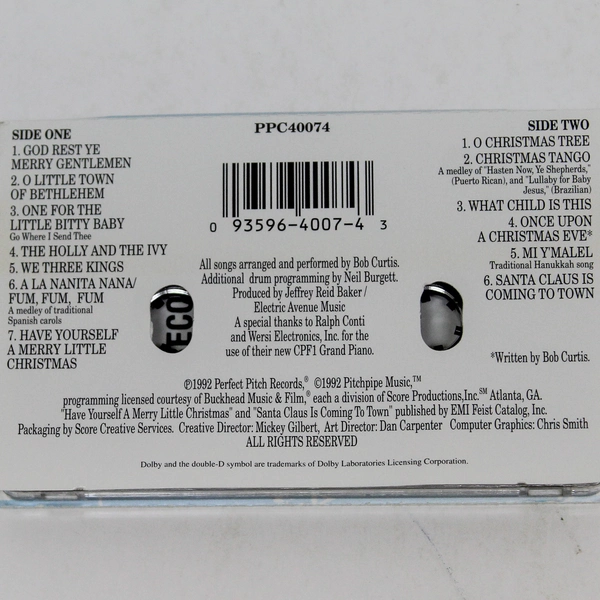 SIDE ONE
1. GOD REST YE
MERRY GENTLEMEN
2. O LITTLE TOWN
OF BETHLEHEM
3. ONE FOR THE
LITTLE BITTY BABY
Go Where I Send Thee
4. THE HOLLY AND THE IVY
5. WE THREE KINGS
6. A LA NANITA NANA/
FUM, FUM, FUM
A medley of traditional
Spanish carols
7. HAVE YOURSELF
A MERRY LITTLE
CHRISTMAS
PPC40074
0 93596-4007-4 3
All songs arranged and performed by Bob Curtis.
Additional drum programming by Neil Burgett.
Produced by Jeffrey Reid Baker /
Electric Avenue Music
A special thanks to Ralph Conti
and Wersi Electronics, Inc. for the
use of their new CPF1 Grand Piano.
SIDE TWO
1. O CHRISTMAS TREE
2. CHRISTMAS TANGO
A medley of "Hasten Now, Ye Shepherds,"
(Puerto Rican), and "Lullaby for Baby
Jesus," (Brazilian)
3. WHAT CHILD IS THIS
4. ONCE UPON
A CHRISTMAS EVE*
5. MI Y'MALEL
Traditional Hanukkah song
6. SANTA CLAUS IS
COMING TO TOWN
*Written by Bob Curtis.
ECO
℗1992 Perfect Pitch Records,® ©1992 Pitchpipe Music,™
programming licensed courtesy of Buckhead Music & Film,® each a division of Score Productions,Inc.℠ Atlanta, GA.
"Have Yourself A Merry Little Christmas" and "Santa Claus Is Coming To Town" published by EMI Feist Catalog, Inc.
Packaging by Score Creative Services. Creative Director: Mickey Gilbert, Art Director: Dan Carpenter Computer Graphics: Chris Smith
ALL RIGHTS RESERVED
Dolby and the double-D symbol are trademarks of Dolby Laboratories Licensing Corporation.